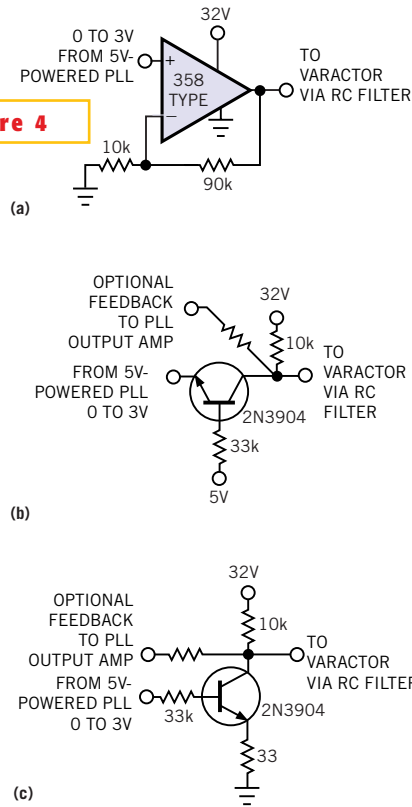 32V
0 TO 3V
FROM 5V-
POWERED PLL
+
358
TYPE
−
TO
VARACTOR
VIA RC FILTER
re 4
10k
90k
(a)
OPTIONAL
FEEDBACK
TO PLL
OUTPUT AMP
32V
10k
TO
VARACTOR
VIA RC
FILTER
FROM 5V-
POWERED PLL
0 TO 3V
2N3904
33k
5V
(b)
32V
10k
OPTIONAL
FEEDBACK
TO PLL
OUTPUT AMP
TO
VARACTOR
VIA RC FILTER
FROM 5V-
POWERED PLL
0 TO 3V
33k
2N3904
33
(c)